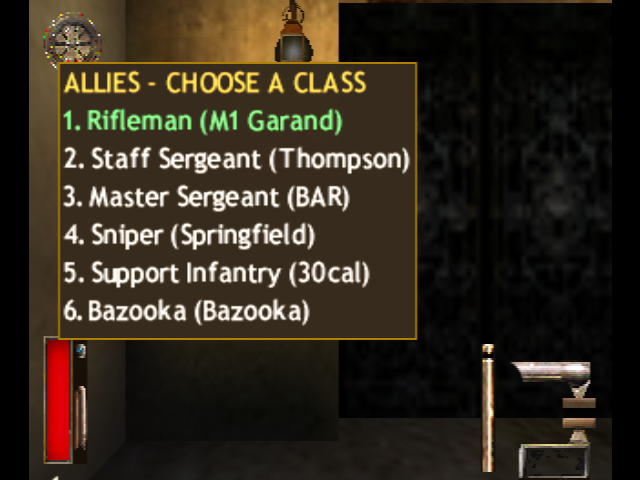 ALLIES - CHOOSE A CLASS
1. Rifleman (M1 Garand)
2. Staff Sergeant (Thompson)
3. Master Sergeant (BAR)
4. Sniper (Springfield)
5. Support Infantry (30cal)
6. Bazooka (Bazooka)